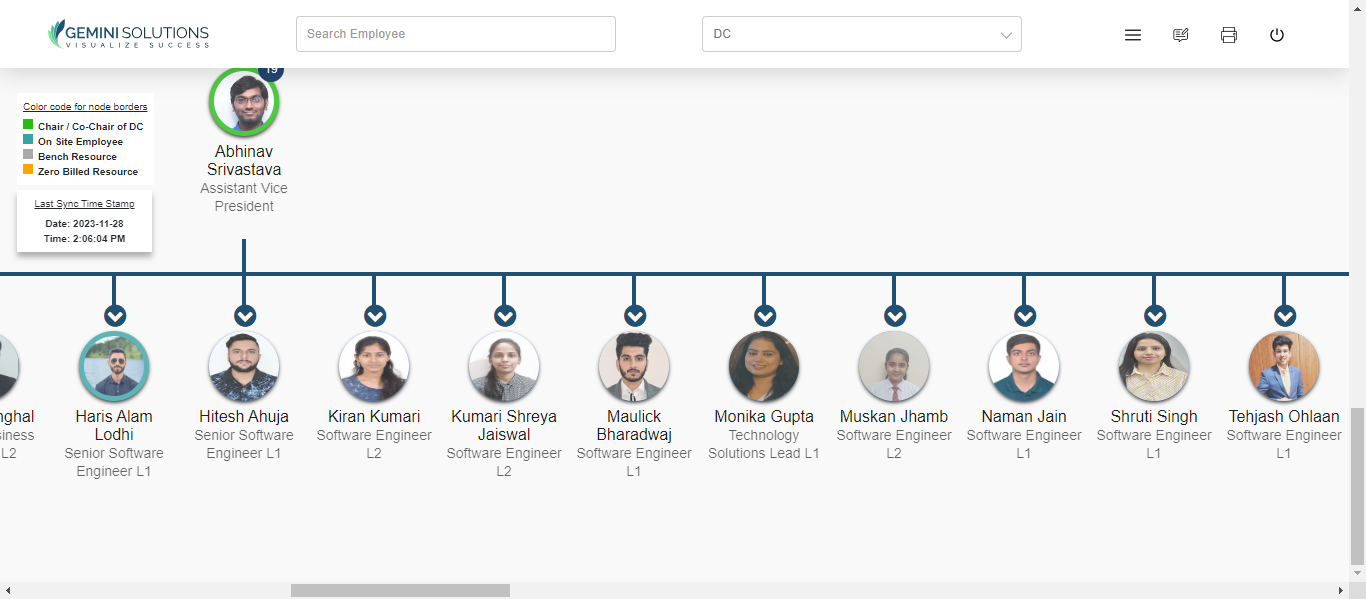 GEMINI SOLUTIONS
VISUALIZE SUCCESS
Search Employee
DC
19
Color code for node borders
Chair / Co-Chair of DC
On Site Employee
Bench Resource
Zero Billed Resource
Last Sync Time Stamp
Date: 2023-11-28
Time: 2:06:04 PM
Abhinav
Srivastava
Assistant Vice
President
L2
Haris Alam
Lodhi
Senior Software
Engineer L1
Hitesh Ahuja
Senior Software
Engineer L1
Kiran Kumari
Software Engineer
L2
Kumari Shreya
Jaiswal
Software Engineer
L2
Maulick
Bharadwaj
Software Engineer
L1
Monika Gupta
Technology
Solutions Lead L1
Muskan Jhamb
Software Engineer
L2
Naman Jain
Software Engineer
L1
Shruti Singh
Software Engineer
L1
Tehjash Ohlaan
Software Engineer
L1